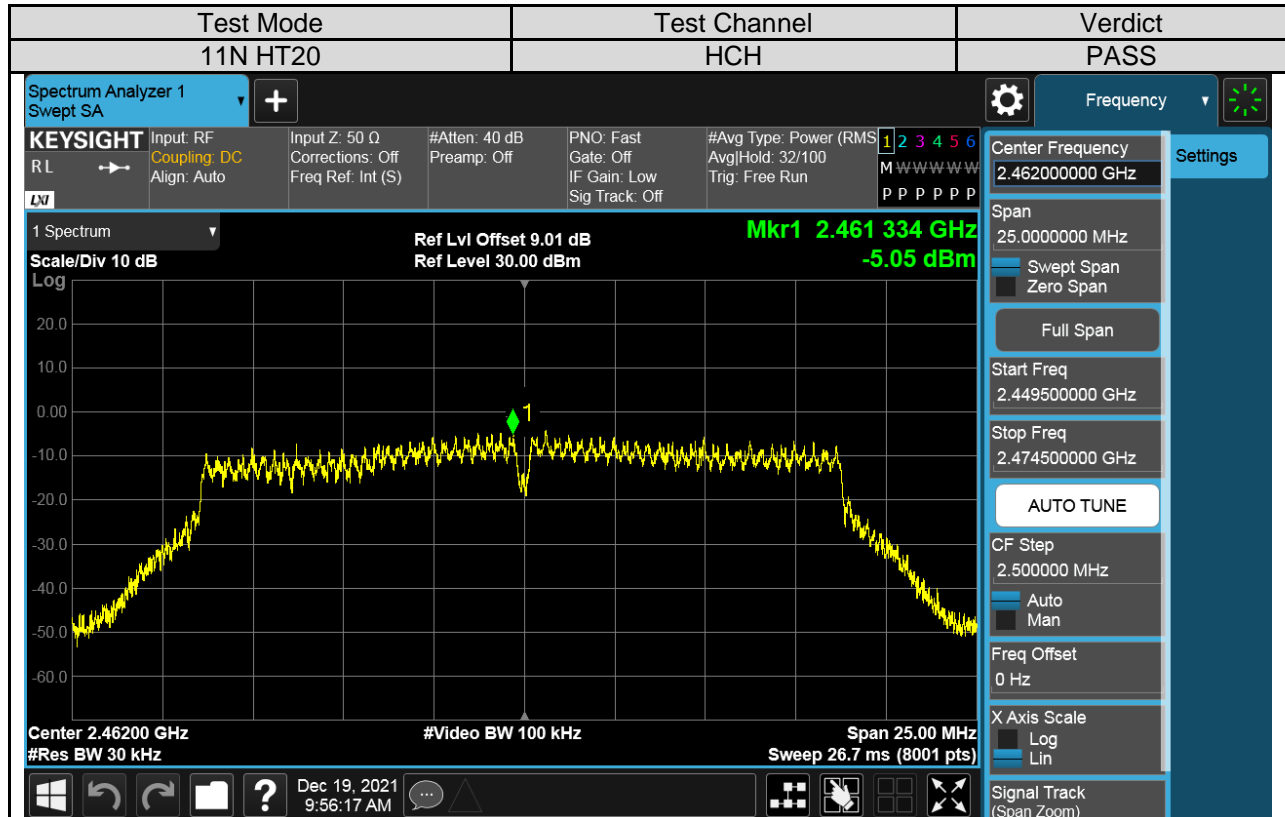 Test Mode Test Channel Verdict
11N HT20 HCH PASS
Spectrum Analyzer 1
Swept SA
Frequency
KEYSIGHT Input: RF Input Z: 50 Ω #Atten: 40 dB PNO: Fast #Avg Type: Power (RMS 1 2 3 4 5 6
RL Coupling: DC Corrections: Off Preamp: Off Gate: Off Avg|Hold: 32/100 M W W W W W
Align: Auto Freq Ref: Int (S) IF Gain: Low Trig: Free Run
LXI Sig Track: Off P P P P P P
1 Spectrum
Ref Lvl Offset 9.01 dB
Mkr1 2.461 334 GHz
Scale/Div 10 dB Ref Level 30.00 dBm -5.05 dBm
Log
20.0
10.0
0.00
1
-10.0
-20.0
-30.0
-40.0
-50.0
-60.0
Center 2.46200 GHz #Video BW 100 kHz Span 25.00 MHz
#Res BW 30 kHz Sweep 26.7 ms (8001 pts)
Dec 19, 2021
9:56:17 AM
?
Center Frequency
2.462000000 GHz
Settings
Span
25.0000000 MHz
Swept Span
Zero Span
Full Span
Start Freq
2.449500000 GHz
Stop Freq
2.474500000 GHz
AUTO TUNE
CF Step
2.500000 MHz
Auto
Man
Freq Offset
0 Hz
X Axis Scale
Log
Lin
Signal Track
(Span Zoom)